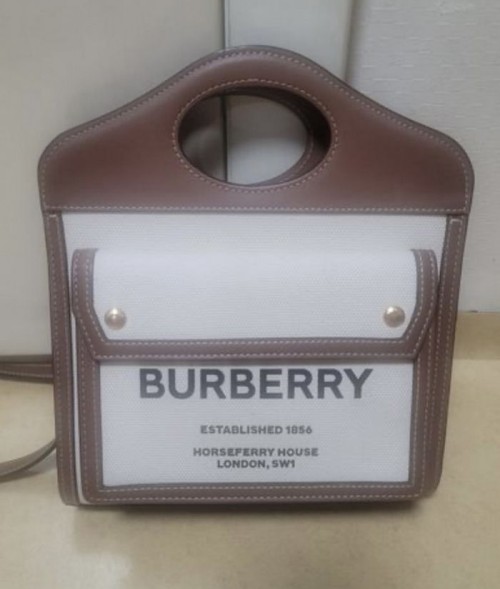 BURBERRY
ESTABLISHED 1856
HORSEFERRY HOUSE
LONDON, SW1